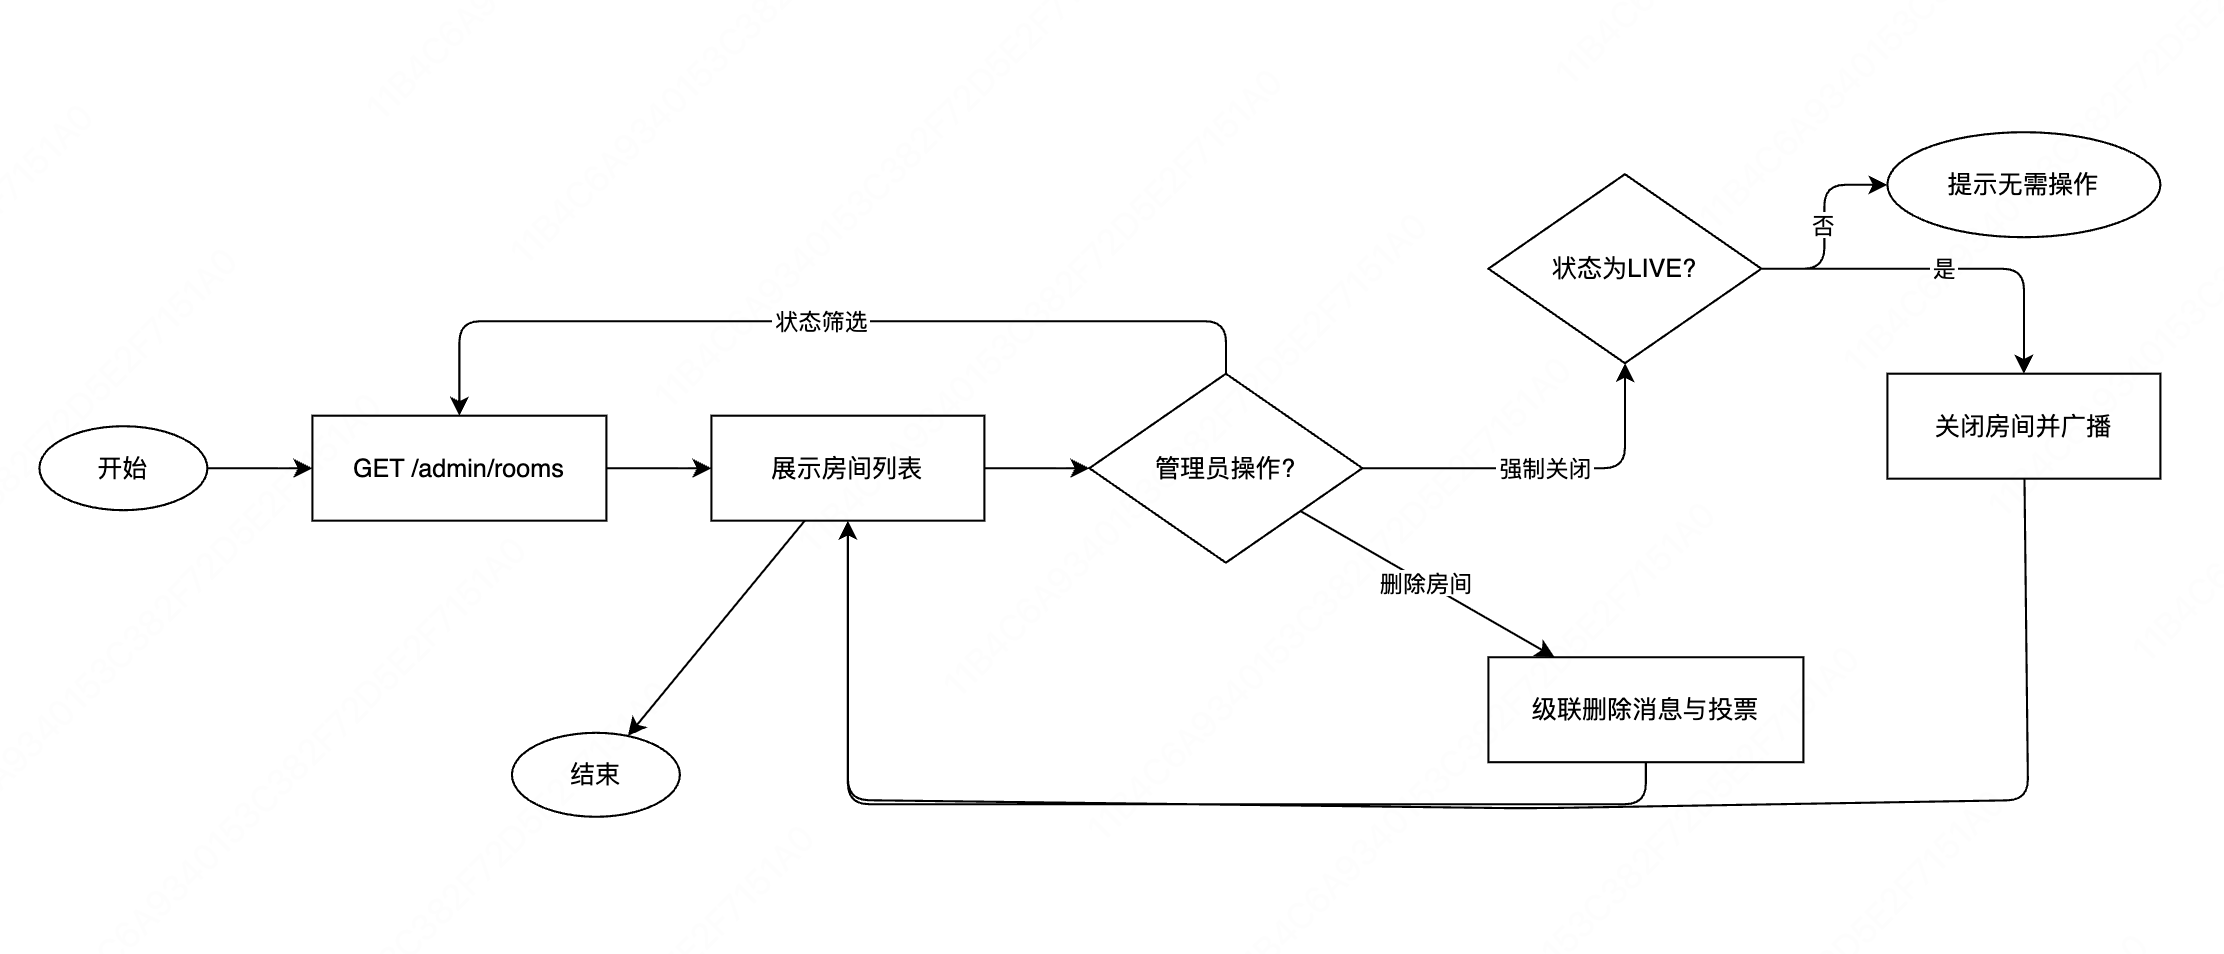 提示无需操作
否
状态为LIVE?
是
状态筛选
关闭房间并广播
开始
GET /admin/rooms
展示房间列表
管理员操作?
强制关闭
删除房间
级联删除消息与投票
结束